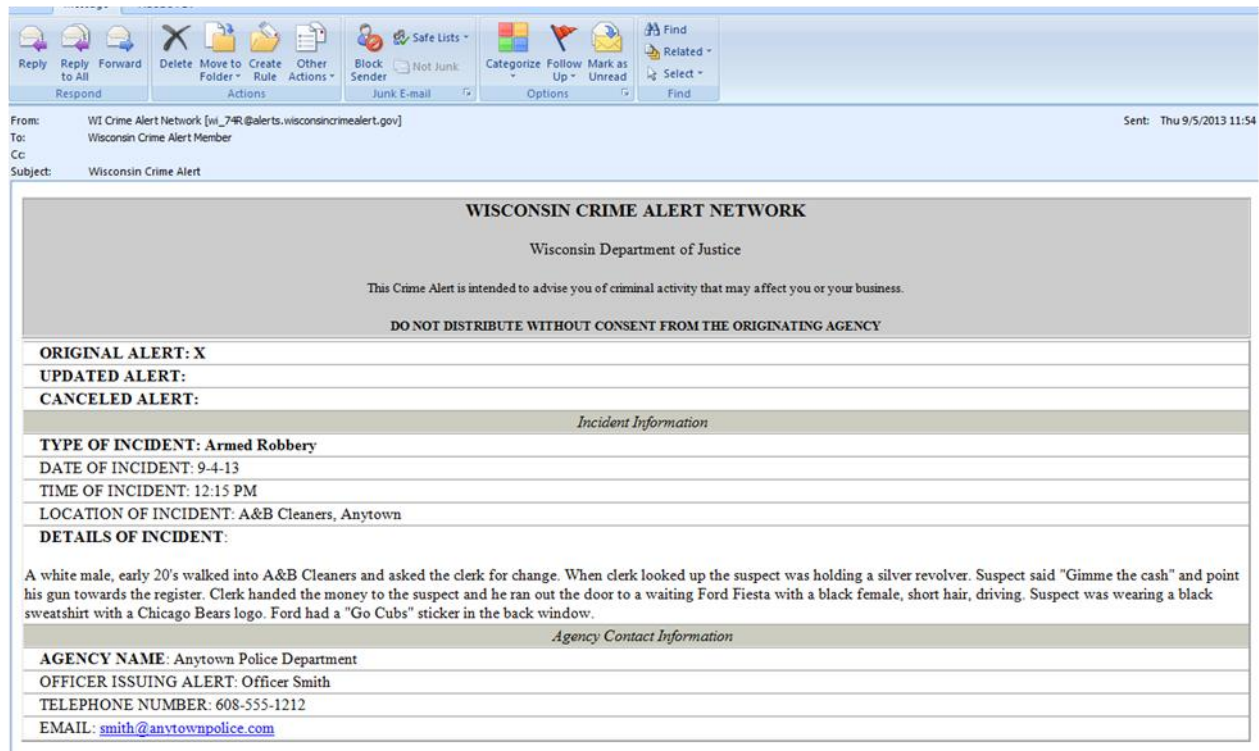 Reply
Reply to All
Forward
Delete
Move to Folder
Create Rule
Other Actions
Block Sender
Safe Lists
Not Junk
Categorize
Follow Up
Mark as Unread
Find
Related
Select
Respond
Actions
Junk E-mail
Options
Find
From: WI Crime Alert Network [wi_74R@alerts.wisconsincrimealert.gov]
Sent: Thu 9/5/2013 11:54
To: Wisconsin Crime Alert Member
Cc
Subject: Wisconsin Crime Alert
WISCONSIN CRIME ALERT NETWORK
Wisconsin Department of Justice
This Crime Alert is intended to advise you of criminal activity that may affect you or your business.
DO NOT DISTRIBUTE WITHOUT CONSENT FROM THE ORIGINATING AGENCY
ORIGINAL ALERT: X
UPDATED ALERT:
CANCELED ALERT:
Incident Information
TYPE OF INCIDENT: Armed Robbery
DATE OF INCIDENT: 9-4-13
TIME OF INCIDENT: 12:15 PM
LOCATION OF INCIDENT: A&B Cleaners, Anytown
DETAILS OF INCIDENT:
A white male, early 20's walked into A&B Cleaners and asked the clerk for change. When clerk looked up the suspect was holding a silver revolver. Suspect said "Gimme the cash" and point
his gun towards the register. Clerk handed the money to the suspect and he ran out the door to a waiting Ford Fiesta with a black female, short hair, driving. Suspect was wearing a black
sweatshirt with a Chicago Bears logo. Ford had a "Go Cubs" sticker in the back window.
Agency Contact Information
AGENCY NAME: Anytown Police Department
OFFICER ISSUING ALERT: Officer Smith
TELEPHONE NUMBER: 608-555-1212
EMAIL: smith@anytownpolice.com